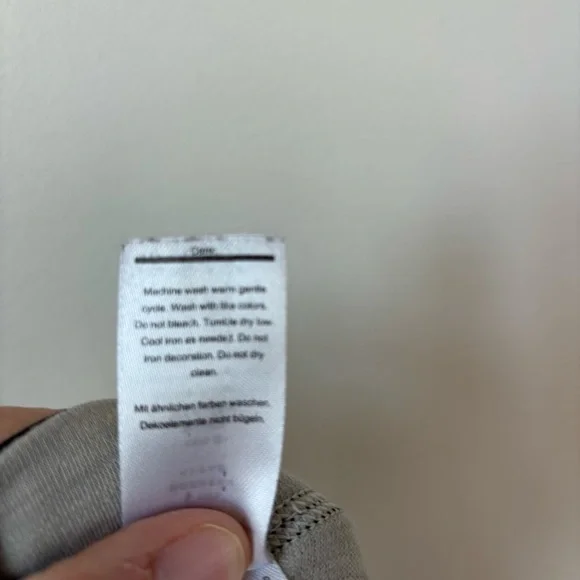 Care
Machine wash warm gentle
cycle. Wash with like colors.
Do not bleach. Tumble dry low.
Cool iron as needed. Do not
iron decoration. Do not dry
clean.
Mit ähnlichen farben waschen.
Dekoelemente nicht bügeln.